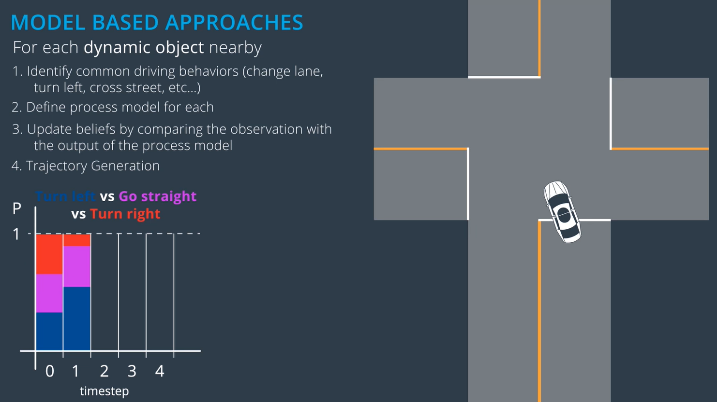 MODEL BASED APPROACHES
For each dynamic object nearby
1. Identify common driving behaviors (change lane,
turn left, cross street, etc...)
2. Define process model for each
3. Update beliefs by comparing the observation with
the output of the process model
4. Trajectory Generation
Turn left vs Go straight
vs Turn right
P
1
0 1 2 3 4
timestep